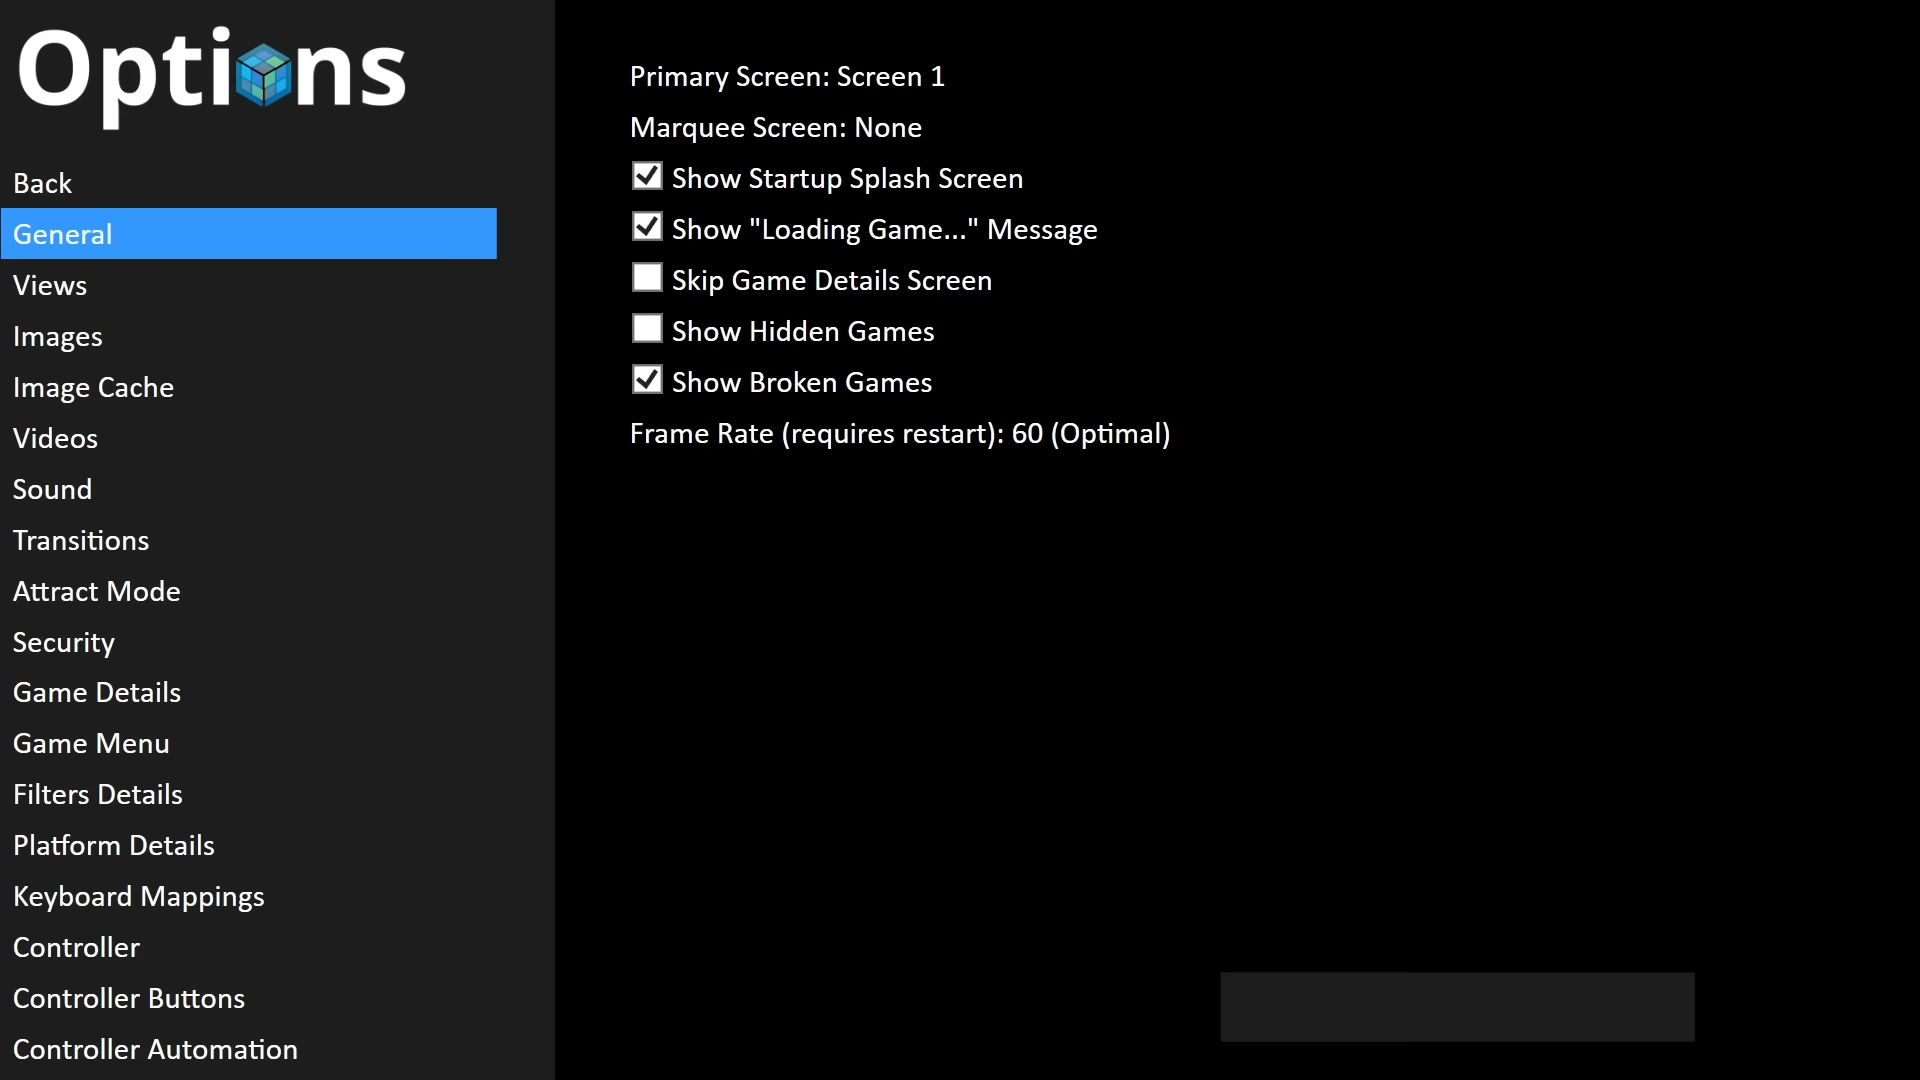 Options
Back
General
Views
Images
Image Cache
Videos
Sound
Transitions
Attract Mode
Security
Game Details
Game Menu
Filters Details
Platform Details
Keyboard Mappings
Controller
Controller Buttons
Controller Automation
Primary Screen: Screen 1
Marquee Screen: None
Show Startup Splash Screen
Show "Loading Game..." Message
Skip Game Details Screen
Show Hidden Games
Show Broken Games
Frame Rate (requires restart): 60 (Optimal)